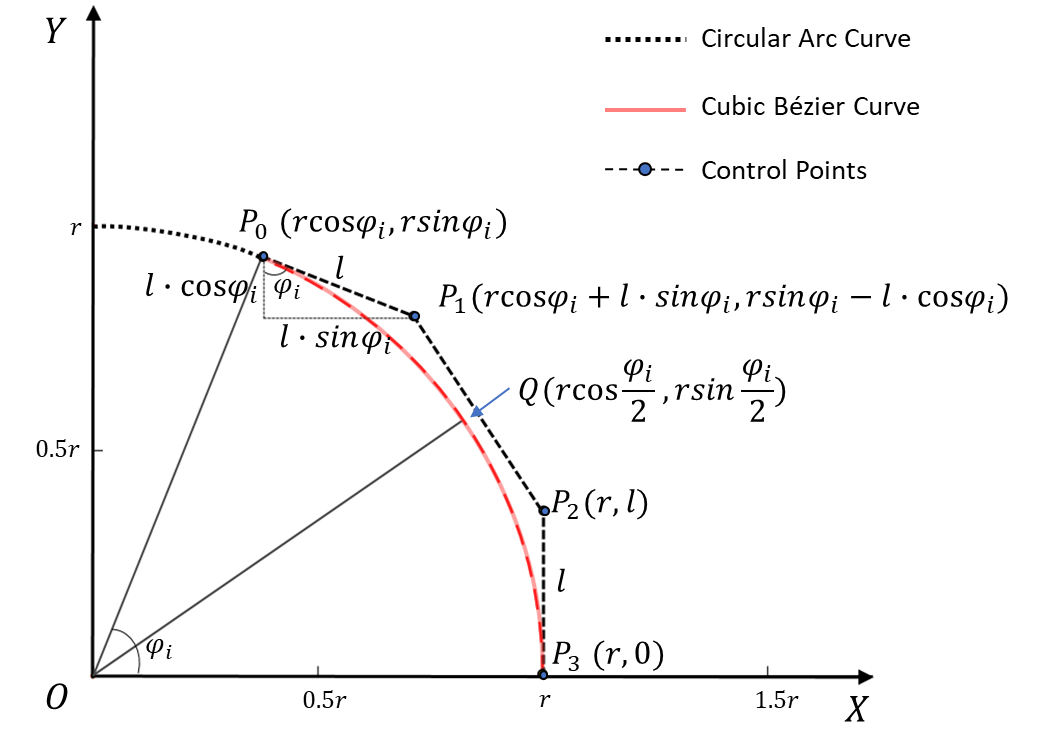 Y
Circular Arc Curve
Cubic Bézier Curve
Control Points
r
P₀ (rcosφᵢ, rsinφᵢ)
l
l · cosφᵢ
φᵢ
P₁(rcosφᵢ + l · sinφᵢ, rsinφᵢ − l · cosφᵢ)
l · sinφᵢ
Q(rcos φᵢ/2 , rsin φᵢ/2)
0.5r
P₂(r, l)
l
φᵢ
P₃ (r, 0)
O
0.5r
r
1.5r
X